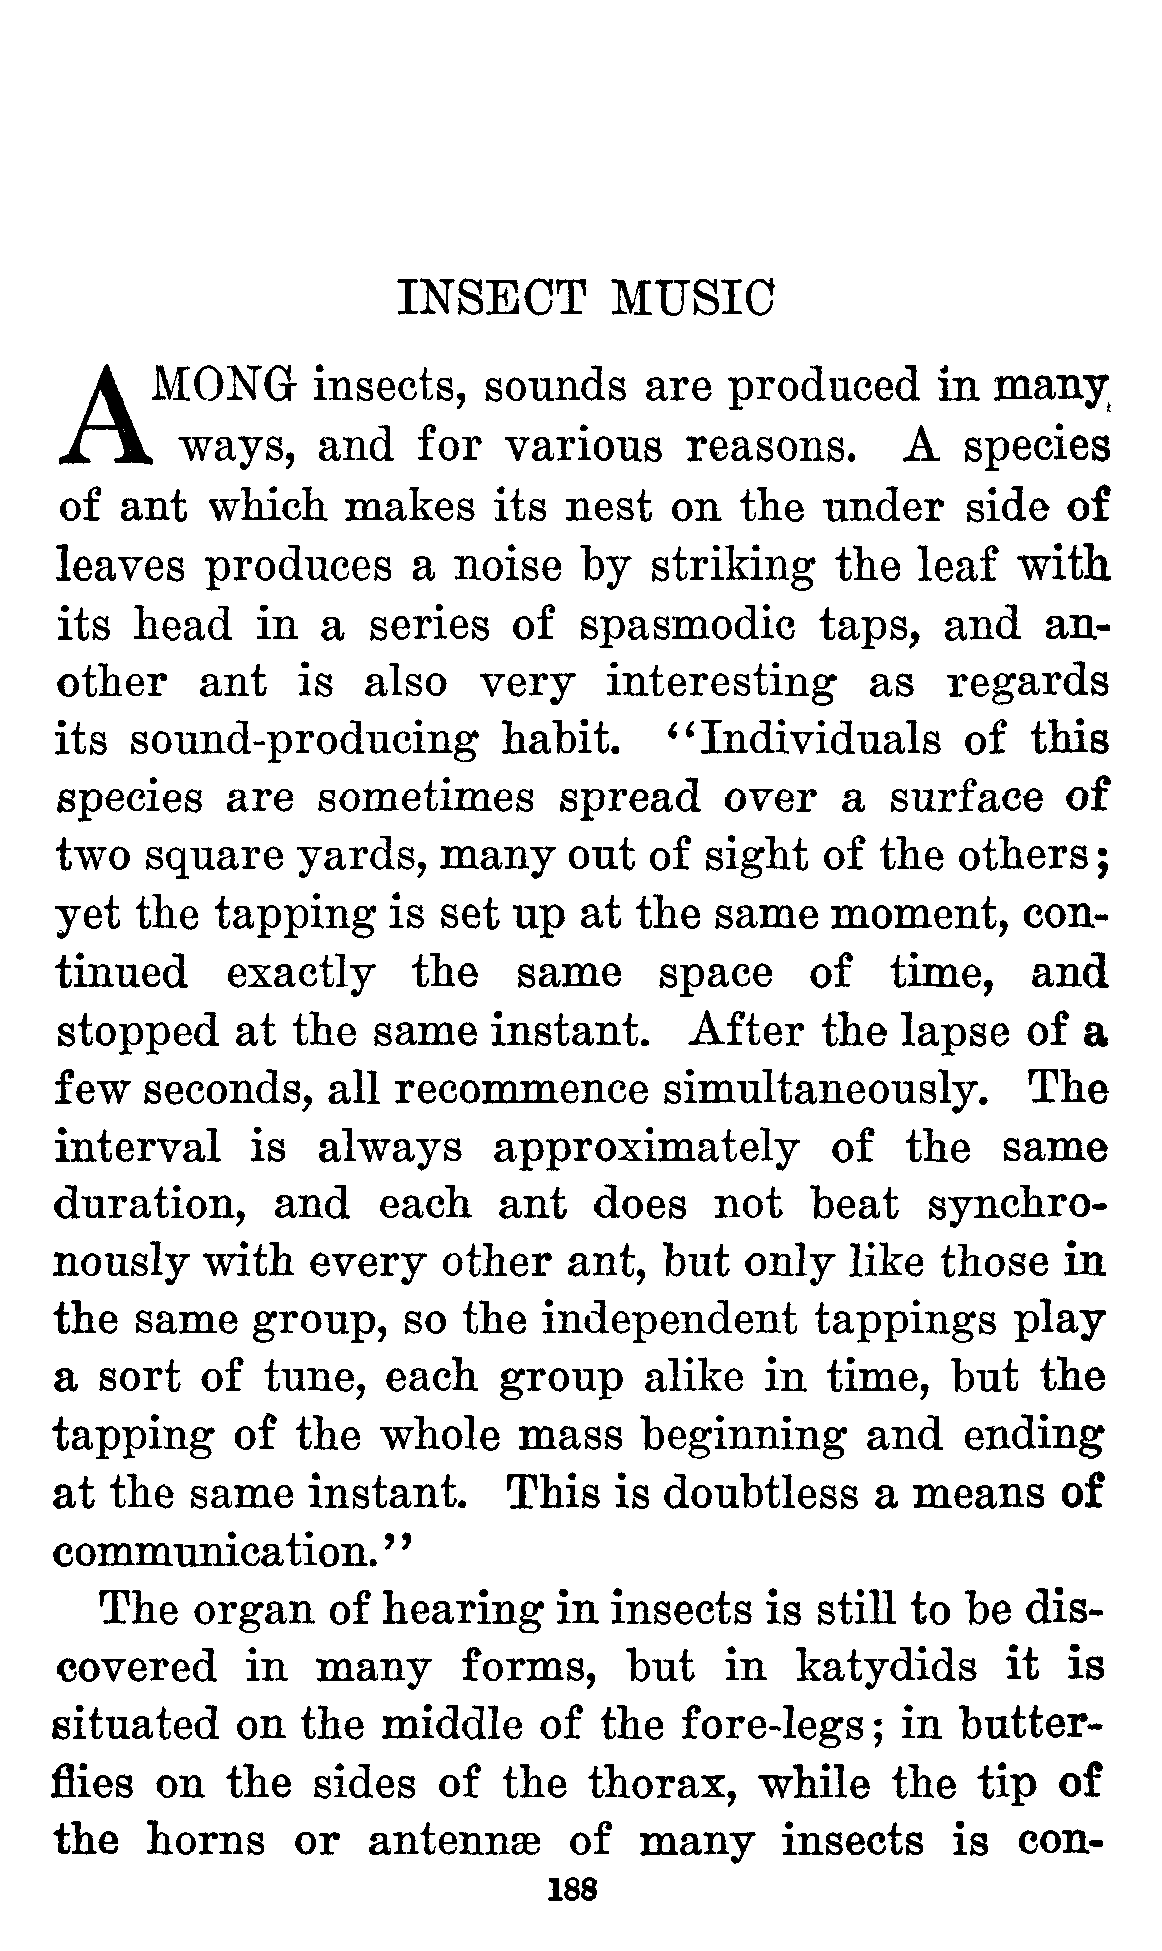 INSECT MUSIC
AMONG insects, sounds are produced in many
ways, and for various reasons. A species
of ant which makes its nest on the under side of
leaves produces a noise by striking the leaf with
its head in a series of spasmodic taps, and an-
other ant is also very interesting as regards
its sound-producing habit. “Individuals of this
species are sometimes spread over a surface of
two square yards, many out of sight of the others;
yet the tapping is set up at the same moment, con-
tinued exactly the same space of time, and
stopped at the same instant. After the lapse of a
few seconds, all recommence simultaneously. The
interval is always approximately of the same
duration, and each ant does not beat synchro-
nously with every other ant, but only like those in
the same group, so the independent tappings play
a sort of tune, each group alike in time, but the
tapping of the whole mass beginning and ending
at the same instant. This is doubtless a means of
communication.”
The organ of hearing in insects is still to be dis-
covered in many forms, but in katydids it is
situated on the middle of the fore-legs; in butter-
flies on the sides of the thorax, while the tip of
the horns or antennæ of many insects is con-
188